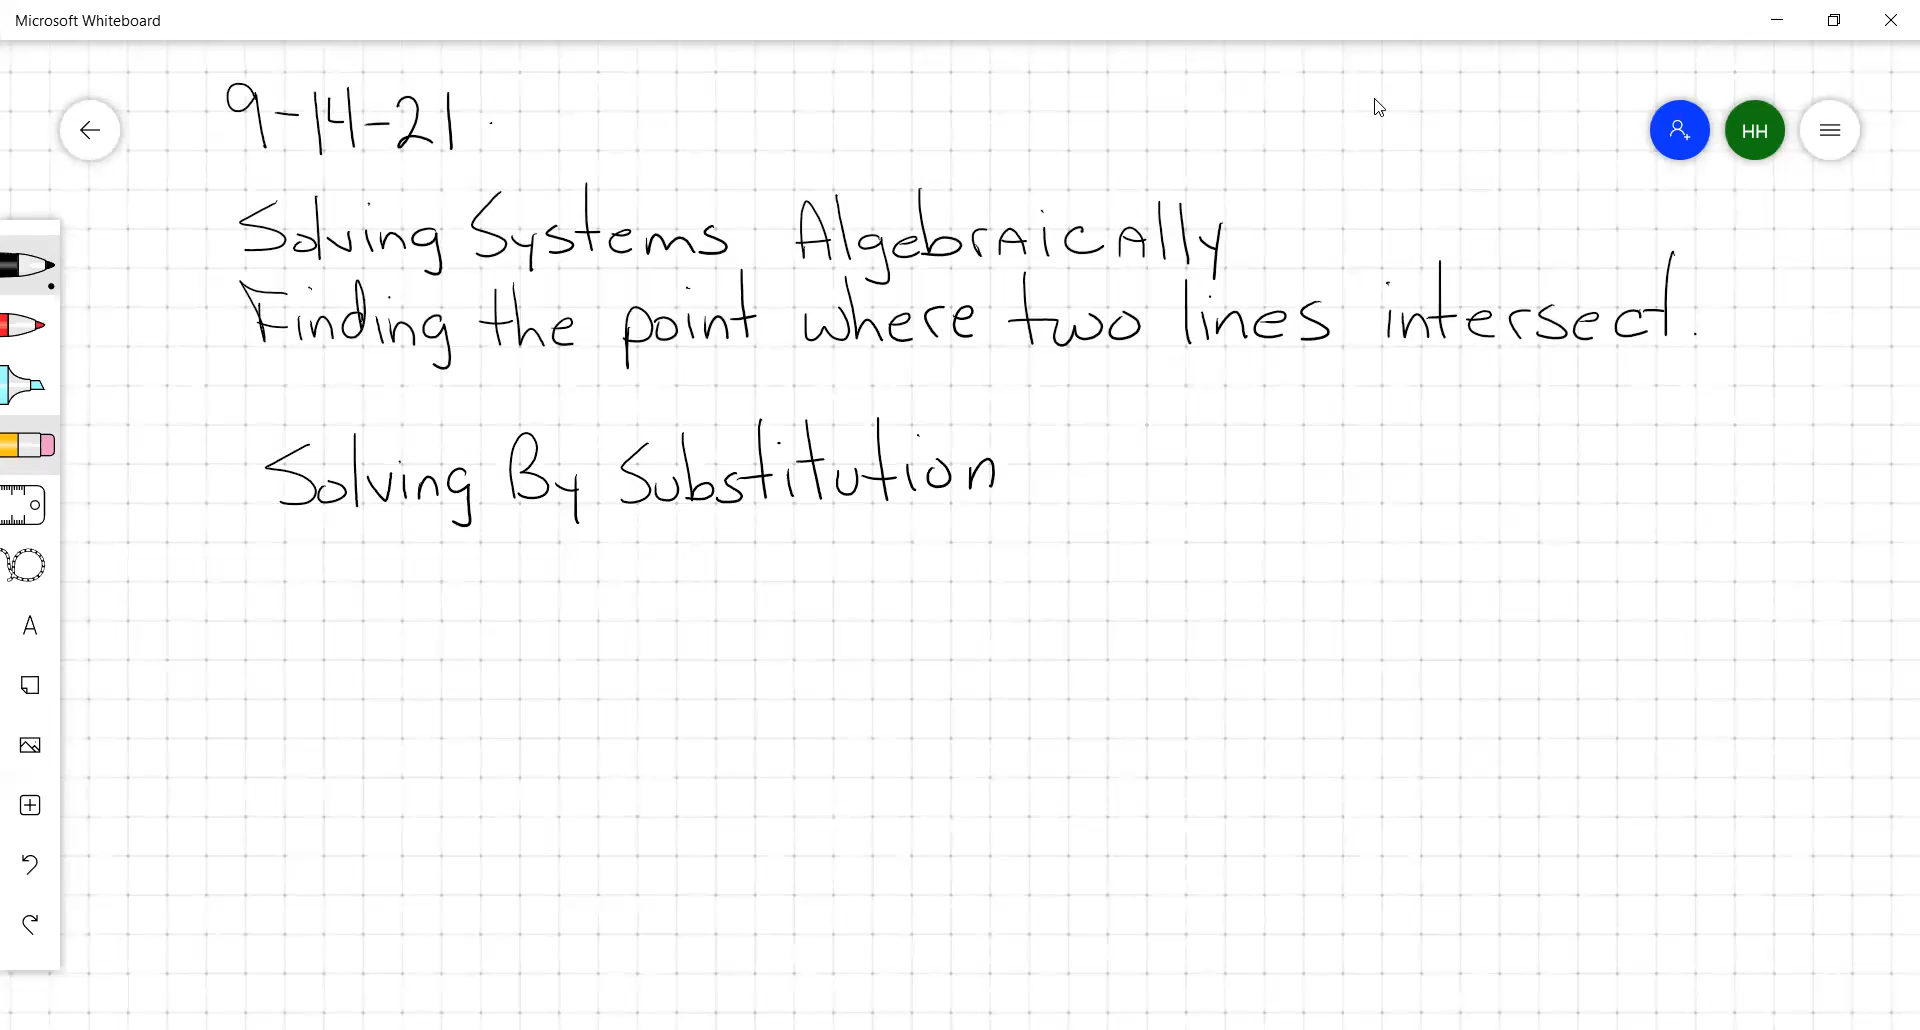 Microsoft Whiteboard
9-14-21
HH
Solving Systems Algebraically
Finding the point where two lines intersect.
Solving By Substitution